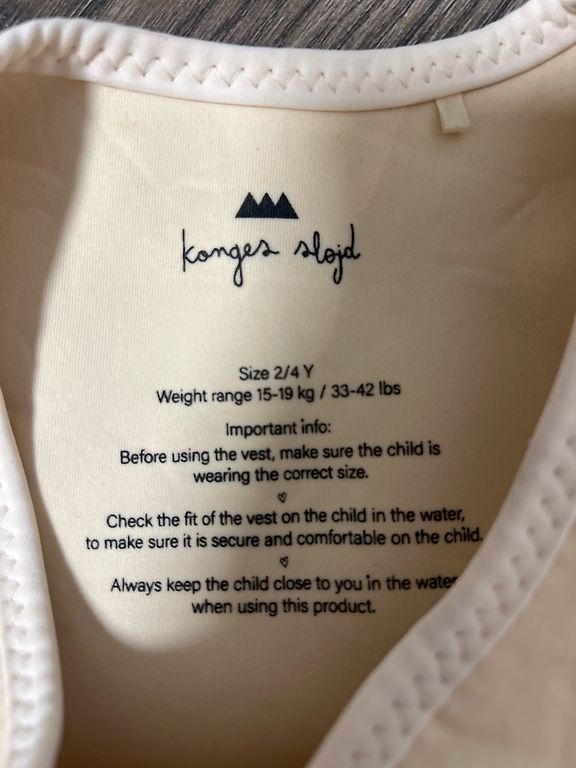 konges sløjd
Size 2/4 Y
Weight range 15-19 kg / 33-42 lbs
Important info:
Before using the vest, make sure the child is
wearing the correct size.
Check the fit of the vest on the child in the water,
to make sure it is secure and comfortable on the child.
Always keep the child close to you in the water
when using this product.